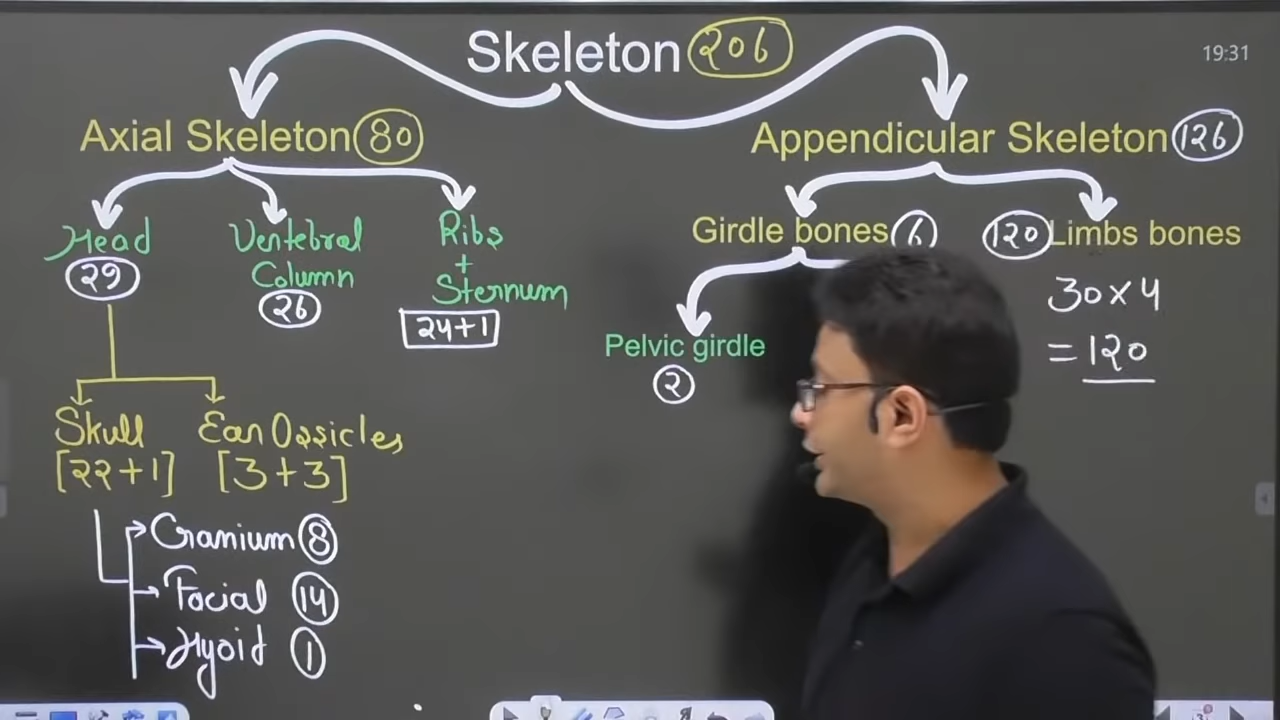 Skeleton 206
19:31
Axial Skeleton 80
Appendicular Skeleton 126
Head
29
Vertebral
Column
26
Ribs
+
Sternum
24+1
Girdle bones 6
120 Limbs bones
30 x 4
= 120
Pelvic girdle
2
Skull
[22+1]
Ear Ossicles
[3+3]
Cranium 8
Facial 14
Hyoid 1